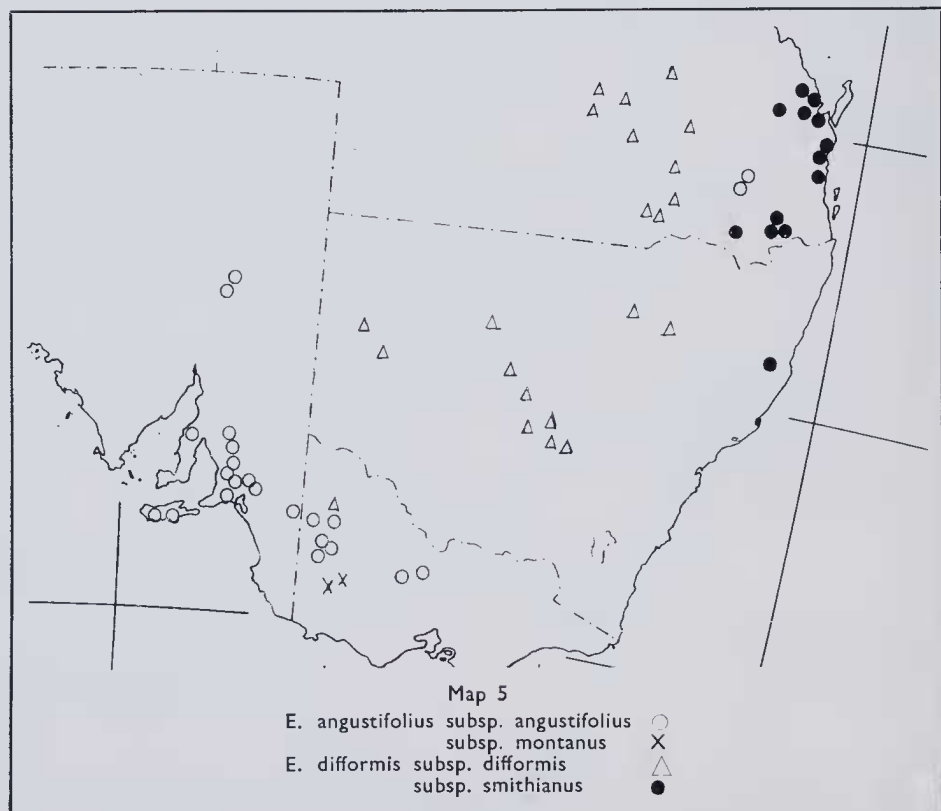 Map 5
E. angustifolius subsp. angustifolius
subsp. montanus
E. difformis subsp. difformis
subsp. smithianus